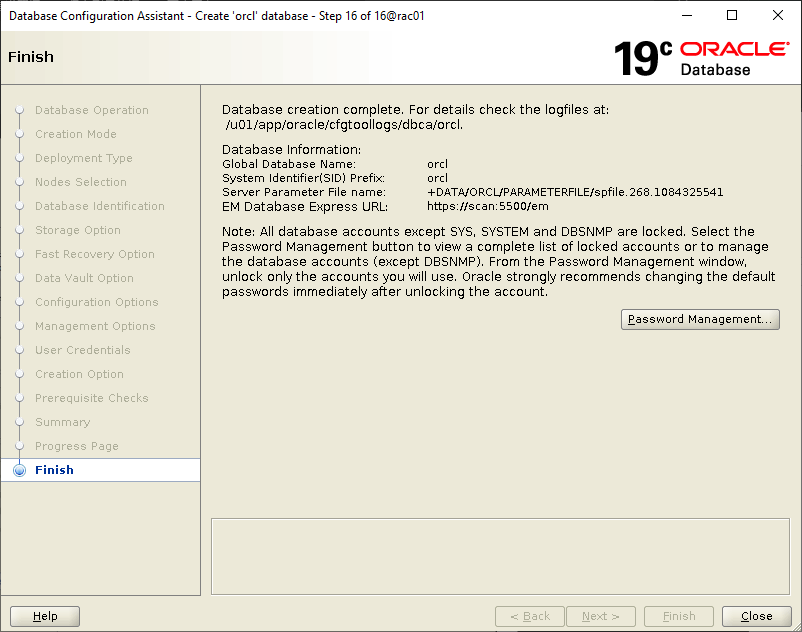 Database Configuration Assistant - Create 'orcl' database - Step 16 of 16@rac01
Finish
19c ORACLE®
Database
Database Operation
Creation Mode
Deployment Type
Nodes Selection
Database Identification
Storage Option
Fast Recovery Option
Data Vault Option
Configuration Options
Management Options
User Credentials
Creation Option
Prerequisite Checks
Summary
Progress Page
Finish
Database creation complete. For details check the logfiles at:
/u01/app/oracle/cfgtoollogs/dbca/orcl.
Database Information:
Global Database Name: orcl
System Identifier(SID) Prefix: orcl
Server Parameter File name: +DATA/ORCL/PARAMETERFILE/spfile.268.1084325541
EM Database Express URL: https://scan:5500/em
Note: All database accounts except SYS, SYSTEM and DBSNMP are locked. Select the
Password Management button to view a complete list of locked accounts or to manage
the database accounts (except DBSNMP). From the Password Management window,
unlock only the accounts you will use. Oracle strongly recommends changing the default
passwords immediately after unlocking the account.
Password Management...
Help
< Back
Next >
Finish
Close